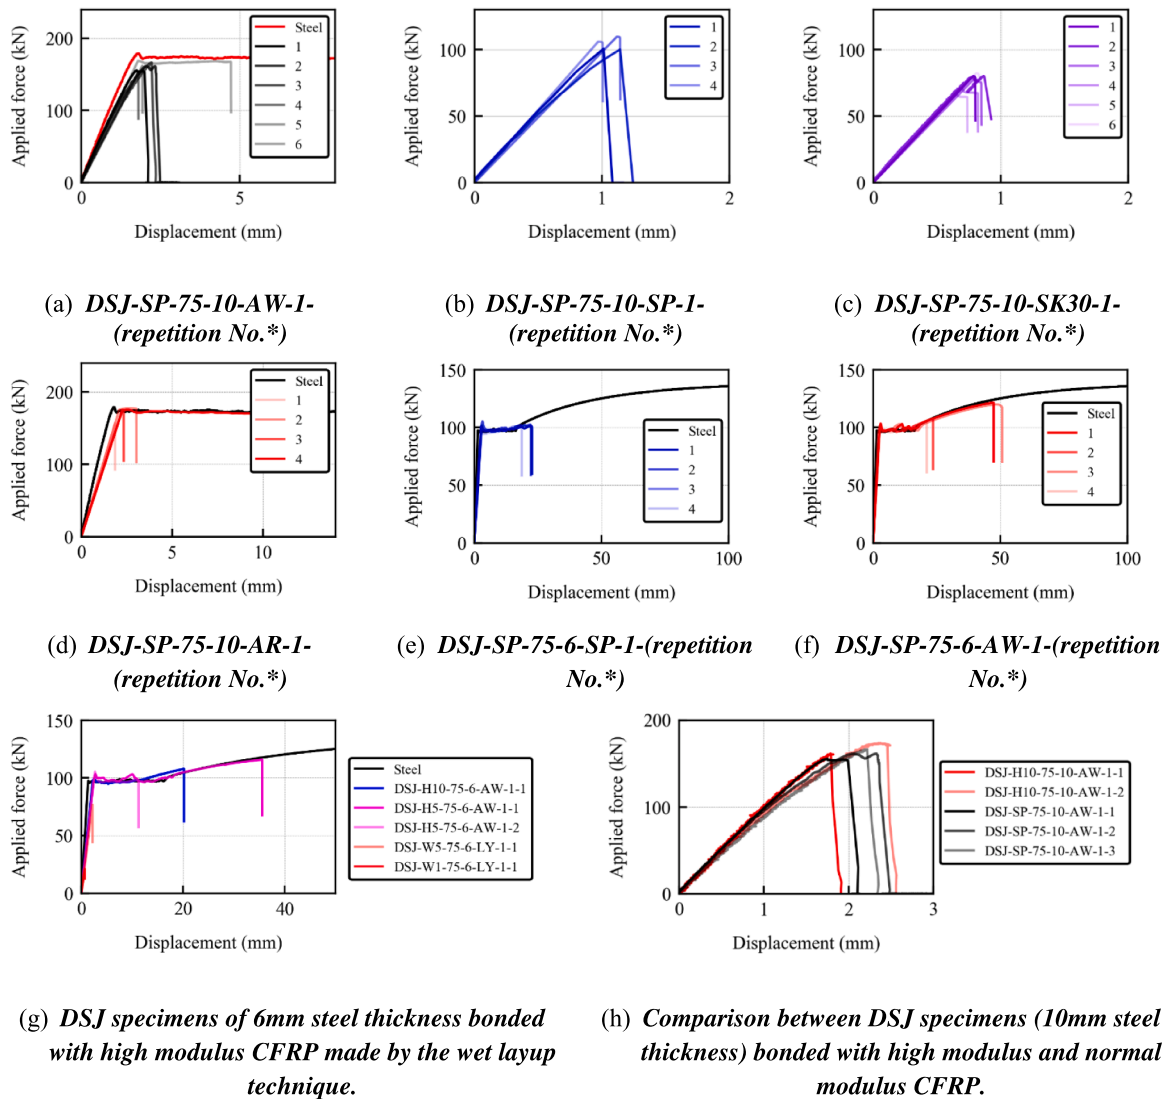 Applied force (kN)
200
100
0
0
5
Displacement (mm)
Steel
1
2
3
4
5
6
Applied force (kN)
100
50
0
0
1
2
Displacement (mm)
1
2
3
4
Applied force (kN)
100
50
0
0
1
2
Displacement (mm)
1
2
3
4
5
6
(a) DSJ-SP-75-10-AW-1-
(repetition No.*)
(b) DSJ-SP-75-10-SP-1-
(repetition No.*)
(c) DSJ-SP-75-10-SK30-1-
(repetition No.*)
Applied force (kN)
200
100
0
0
5
10
Displacement (mm)
Steel
1
2
3
4
Applied force (kN)
150
100
50
0
0
50
100
Displacement (mm)
Steel
1
2
3
4
Applied force (kN)
150
100
50
0
0
50
100
Displacement (mm)
Steel
1
2
3
4
(d) DSJ-SP-75-10-AR-1-
(repetition No.*)
(e) DSJ-SP-75-6-SP-1-(repetition
No.*)
(f) DSJ-SP-75-6-AW-1-(repetition
No.*)
Applied force (kN)
150
100
50
0
0
20
40
Displacement (mm)
Steel
DSJ-H10-75-6-AW-1-1
DSJ-H5-75-6-AW-1-1
DSJ-H5-75-6-AW-1-2
DSJ-W5-75-6-LY-1-1
DSJ-W1-75-6-LY-1-1
Applied force (kN)
200
100
0
0
1
2
3
Displacement (mm)
DSJ-H10-75-10-AW-1-1
DSJ-H10-75-10-AW-1-2
DSJ-SP-75-10-AW-1-1
DSJ-SP-75-10-AW-1-2
DSJ-SP-75-10-AW-1-3
(g) DSJ specimens of 6mm steel thickness bonded
with high modulus CFRP made by the wet layup
technique.
(h) Comparison between DSJ specimens (10mm steel
thickness) bonded with high modulus and normal
modulus CFRP.